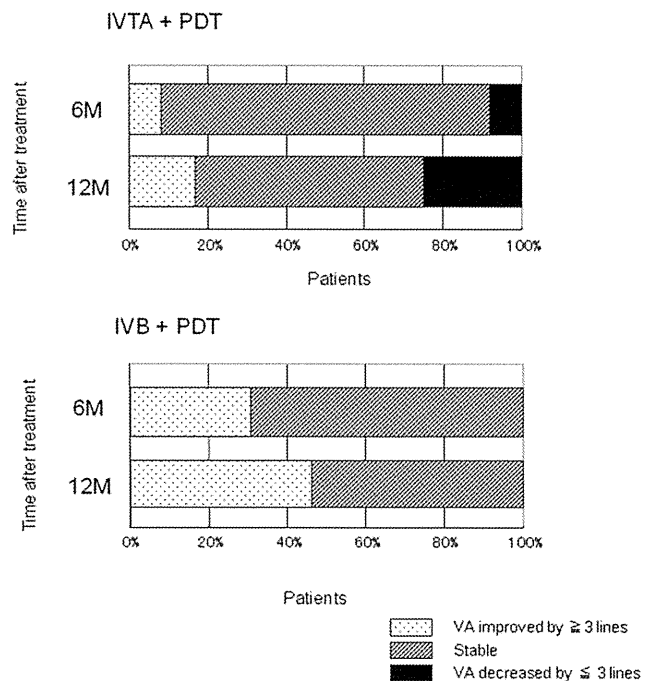 IVTA + PDT
Time after treatment
6M
12M
0% 20% 40% 60% 80% 100%
Patients
IVB + PDT
Time after treatment
6M
12M
0% 20% 40% 60% 80% 100%
Patients
VA improved by ≧ 3 lines
Stable
VA decreased by ≦ 3 lines